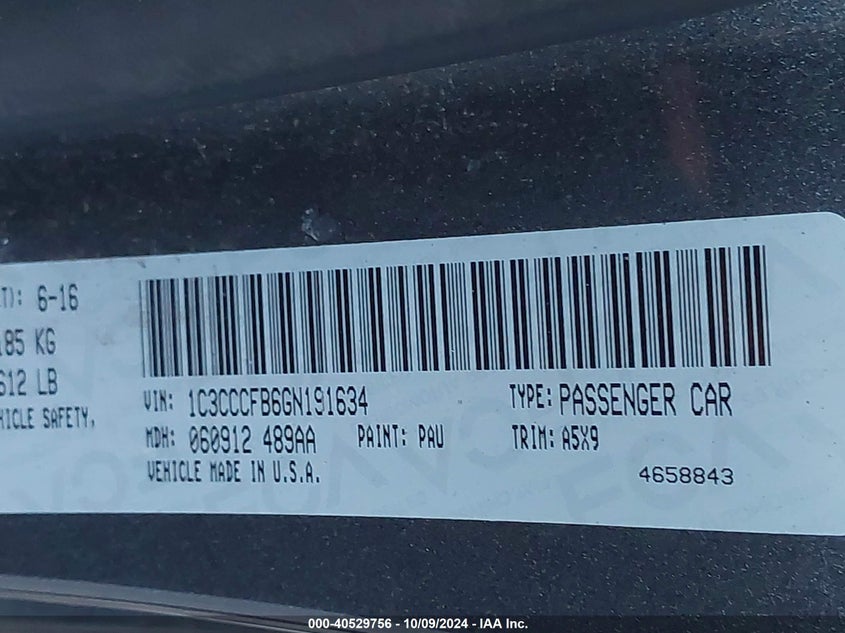 T): 6-16
185 KG
612 LB
HICLE SAFETY,
VIN: 1C3CCCFB6GN191634
TYPE: PASSENGER CAR
MDH: 060912 489AA
PAINT: PAU
TRIM: A5X9
VEHICLE MADE IN U.S.A.
4658843
000-40529756 - 10/09/2024 - IAA Inc.